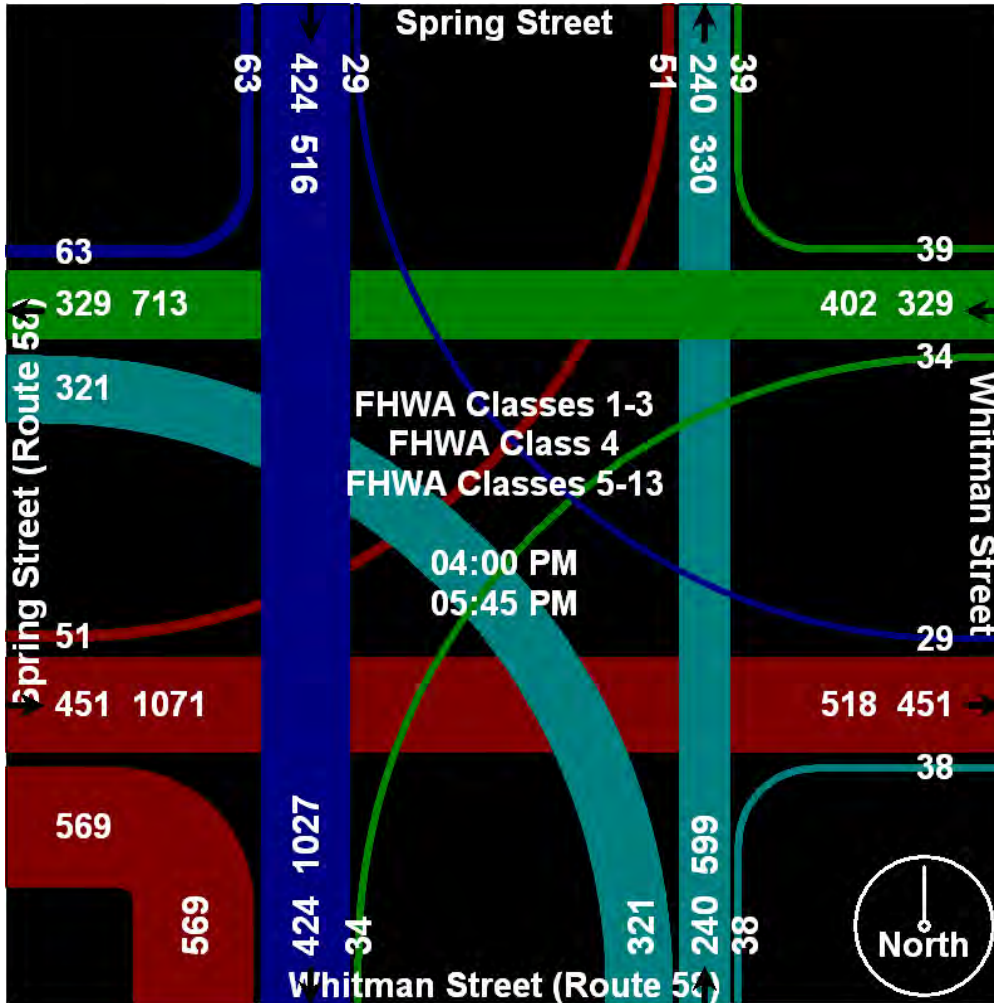 Spring Street
63
424 516
29
51
240 330
39
63
39
329 713
402 329
321
34
FHWA Classes 1-3
FHWA Class 4
FHWA Classes 5-13
Spring Street (Route 58)
Whitman Street
04:00 PM
05:45 PM
51
29
451 1071
518 451
38
569
569
424 1027
34
321
240 599
38
North
Whitman Street (Route 58)